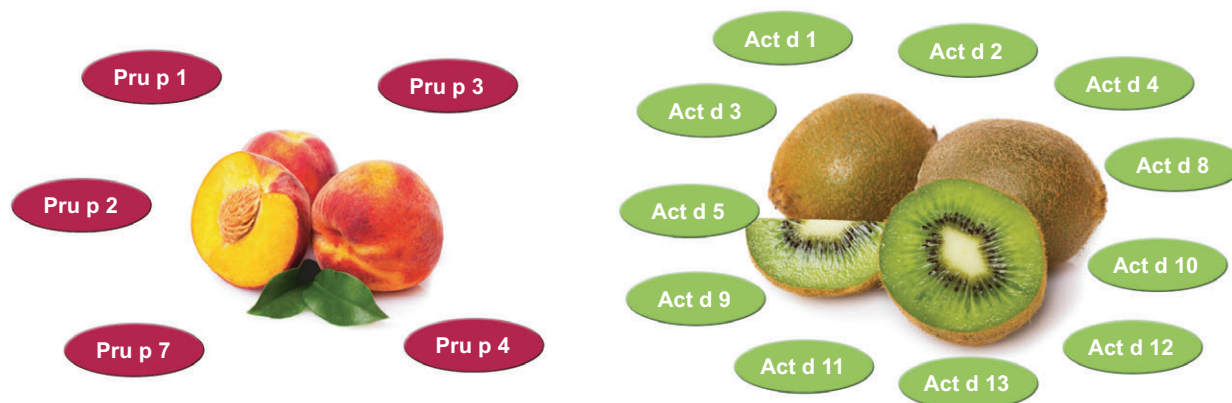 Pru p 1
Pru p 3
Pru p 2
Pru p 7
Pru p 4
Act d 1
Act d 2
Act d 4
Act d 3
Act d 8
Act d 5
Act d 10
Act d 9
Act d 12
Act d 11
Act d 13